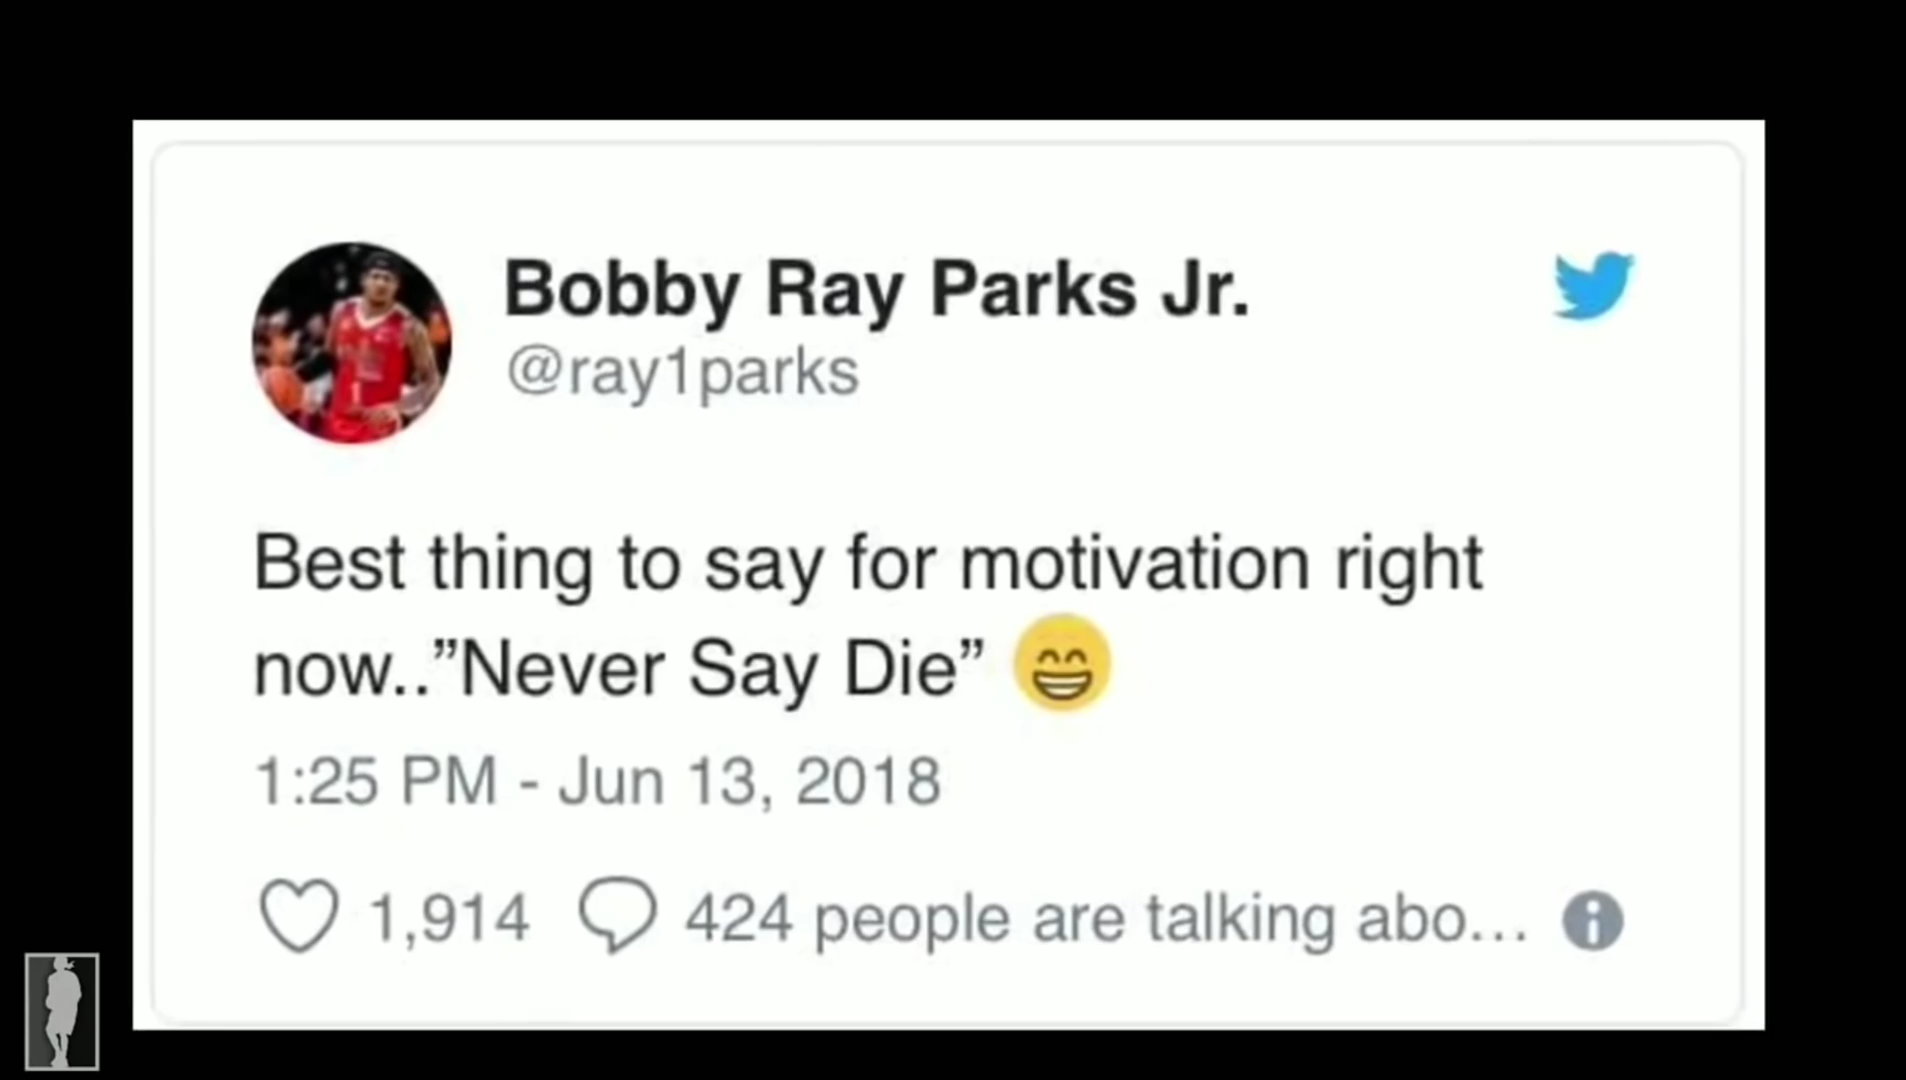 Bobby Ray Parks Jr.
@ray1parks
Best thing to say for motivation right
now..”Never Say Die” 😁
1:25 PM - Jun 13, 2018
1,914 424 people are talking abo...